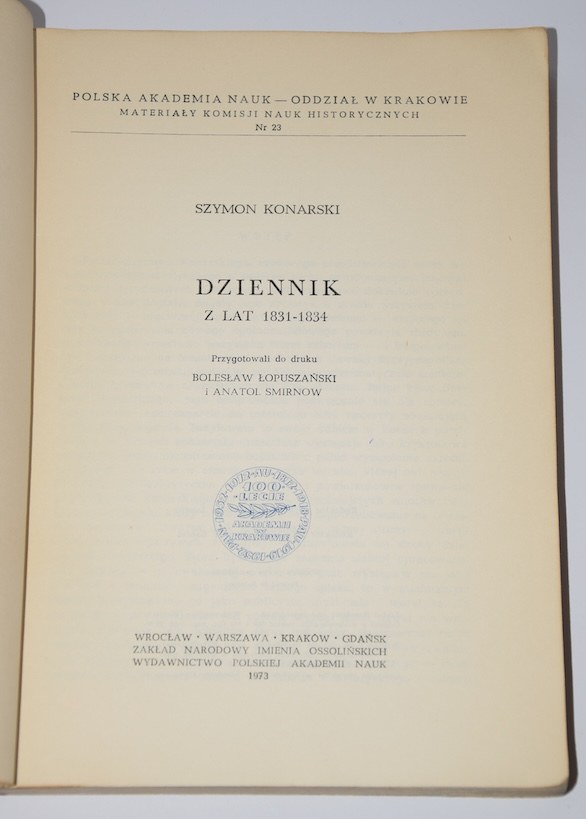 POLSKA AKADEMIA NAUK — ODDZIAŁ W KRAKOWIE
MATERIAŁY KOMISJI NAUK HISTORYCZNYCH
Nr 23
SZYMON KONARSKI
DZIENNIK
Z LAT 1831-1834
Przygotowali do druku
BOLESŁAW ŁOPUSZAŃSKI
i ANATOL SMIRNOW
100
-LECIE
AKADEMII
W
KRAKOWIE
WROCŁAW · WARSZAWA · KRAKÓW · GDAŃSK
ZAKŁAD NARODOWY IMIENIA OSSOLIŃSKICH
WYDAWNICTWO POLSKIEJ AKADEMII NAUK
1973